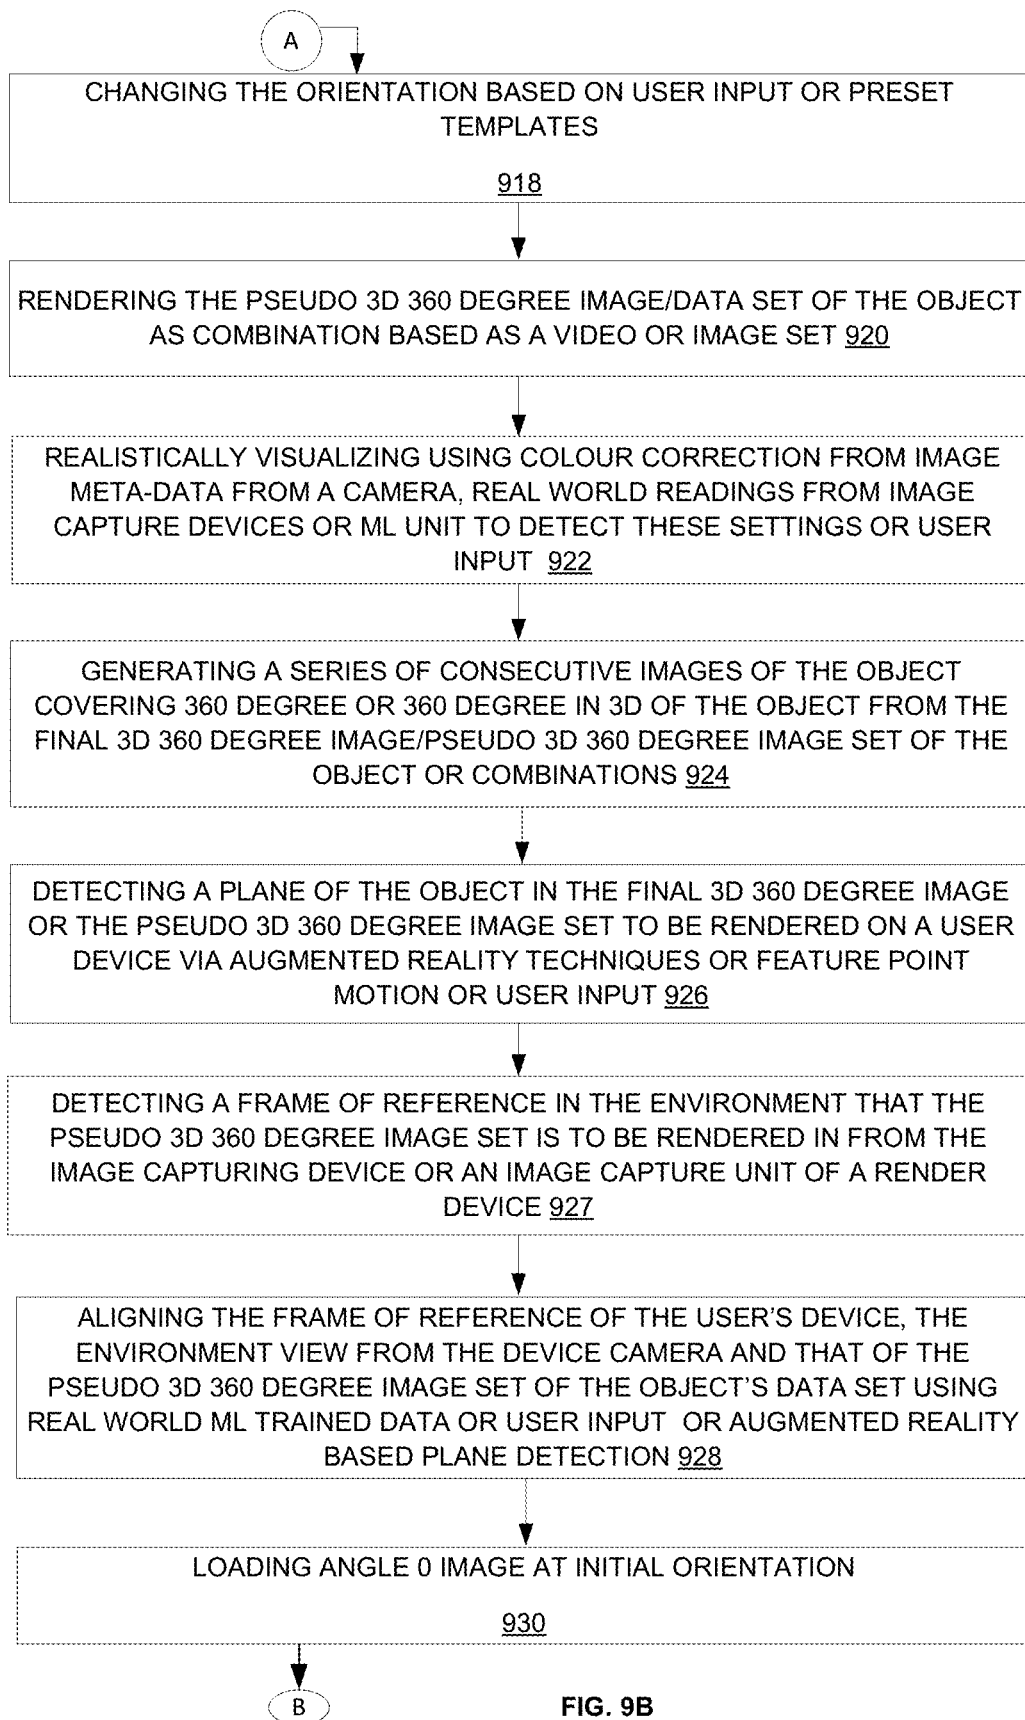 A
CHANGING THE ORIENTATION BASED ON USER INPUT OR PRESET
TEMPLATES
918
RENDERING THE PSEUDO 3D 360 DEGREE IMAGE/DATA SET OF THE OBJECT
AS COMBINATION BASED AS A VIDEO OR IMAGE SET 920
REALISTICALLY VISUALIZING USING COLOUR CORRECTION FROM IMAGE
META-DATA FROM A CAMERA, REAL WORLD READINGS FROM IMAGE
CAPTURE DEVICES OR ML UNIT TO DETECT THESE SETTINGS OR USER
INPUT 922
GENERATING A SERIES OF CONSECUTIVE IMAGES OF THE OBJECT
COVERING 360 DEGREE OR 360 DEGREE IN 3D OF THE OBJECT FROM THE
FINAL 3D 360 DEGREE IMAGE/PSEUDO 3D 360 DEGREE IMAGE SET OF THE
OBJECT OR COMBINATIONS 924
DETECTING A PLANE OF THE OBJECT IN THE FINAL 3D 360 DEGREE IMAGE
OR THE PSEUDO 3D 360 DEGREE IMAGE SET TO BE RENDERED ON A USER
DEVICE VIA AUGMENTED REALITY TECHNIQUES OR FEATURE POINT
MOTION OR USER INPUT 926
DETECTING A FRAME OF REFERENCE IN THE ENVIRONMENT THAT THE
PSEUDO 3D 360 DEGREE IMAGE SET IS TO BE RENDERED IN FROM THE
IMAGE CAPTURING DEVICE OR AN IMAGE CAPTURE UNIT OF A RENDER
DEVICE 927
ALIGNING THE FRAME OF REFERENCE OF THE USER'S DEVICE, THE
ENVIRONMENT VIEW FROM THE DEVICE CAMERA AND THAT OF THE
PSEUDO 3D 360 DEGREE IMAGE SET OF THE OBJECT'S DATA SET USING
REAL WORLD ML TRAINED DATA OR USER INPUT OR AUGMENTED REALITY
BASED PLANE DETECTION 928
LOADING ANGLE 0 IMAGE AT INITIAL ORIENTATION
930
B
FIG. 9B